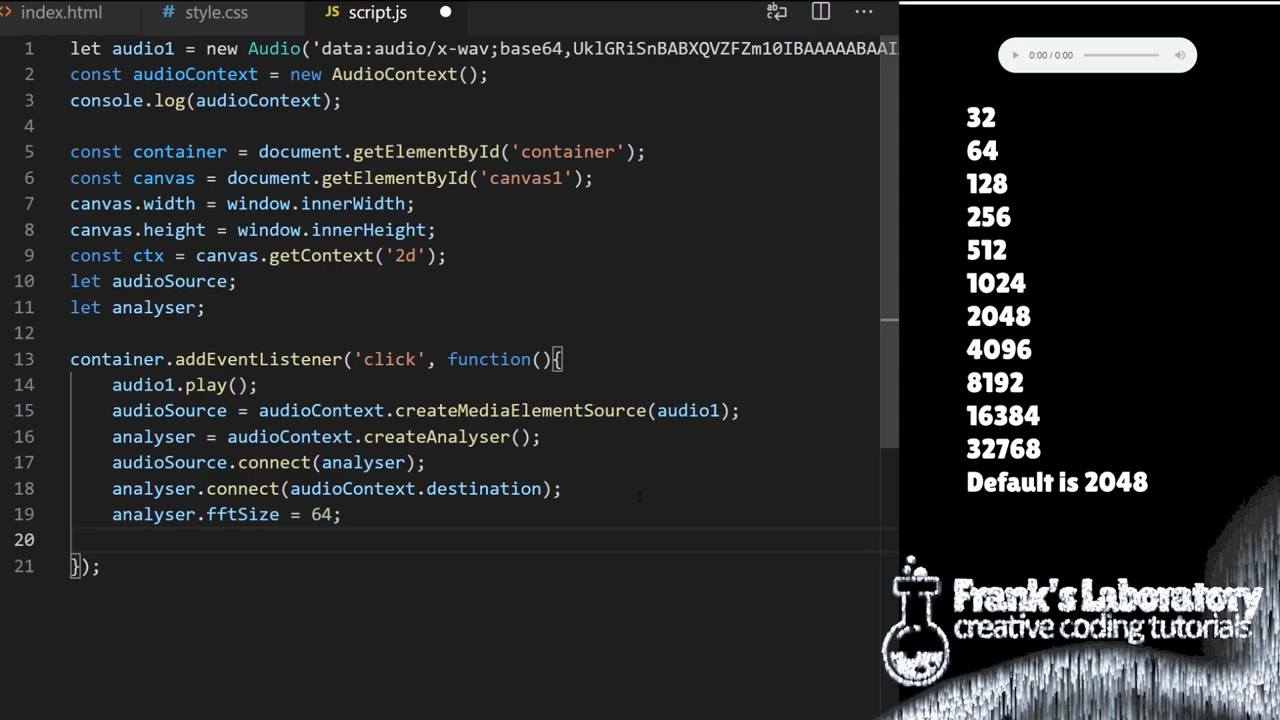 index.html
# style.css
JS script.js
1 let audio1 = new Audio('data:audio/x-wav;base64,UklGRiSnBABXQVZFZm10IBAAAAABAAI
2 const audioContext = new AudioContext();
3 console.log(audioContext);
4
5 const container = document.getElementById('container');
6 const canvas = document.getElementById('canvas1');
7 canvas.width = window.innerWidth;
8 canvas.height = window.innerHeight;
9 const ctx = canvas.getContext('2d');
10 let audioSource;
11 let analyser;
12
13 container.addEventListener('click', function(){
14 audio1.play();
15 audioSource = audioContext.createMediaElementSource(audio1);
16 analyser = audioContext.createAnalyser();
17 audioSource.connect(analyser);
18 analyser.connect(audioContext.destination);
19 analyser.fftSize = 64;
20
21 });
0:00 / 0:00
32
64
128
256
512
1024
2048
4096
8192
16384
32768
Default is 2048
Frank's Laboratory
creative coding tutorials